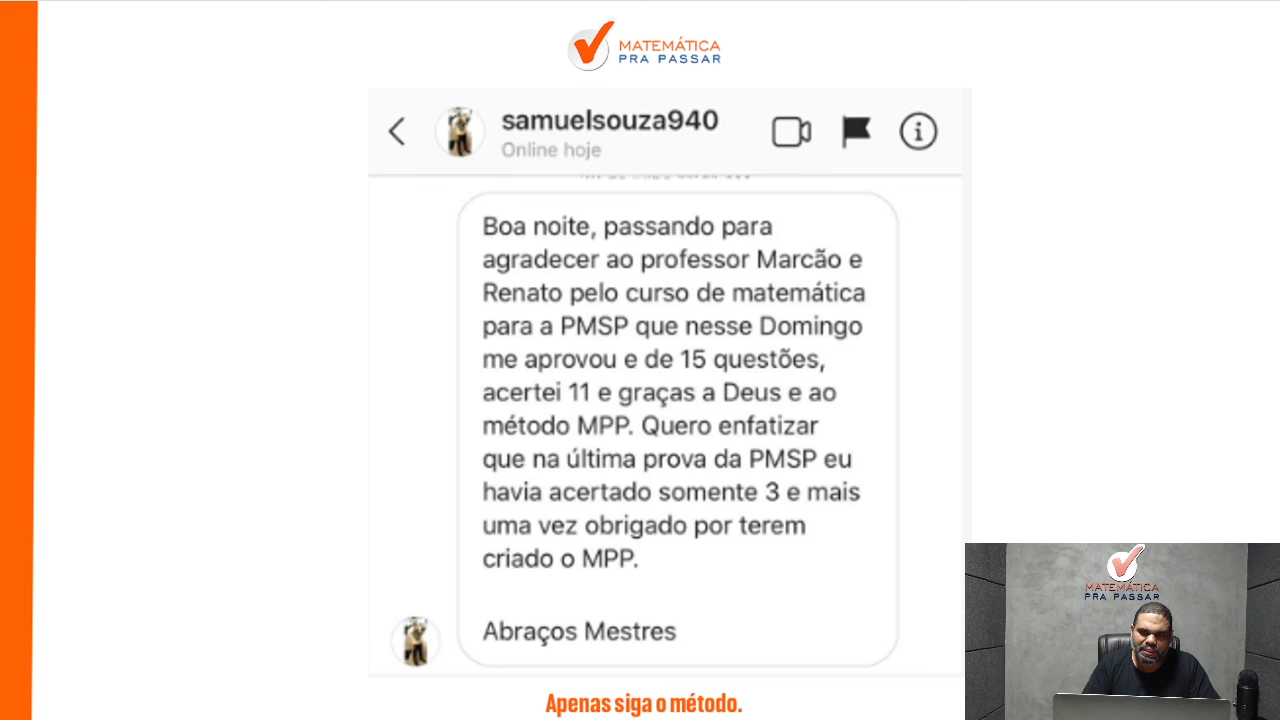 MATEMÁTICA
PRA PASSAR
samuelsouza940
Online hoje
Boa noite, passando para
agradecer ao professor Marcão e
Renato pelo curso de matemática
para a PMSP que nesse Domingo
me aprovou e de 15 questões,
acertei 11 e graças a Deus e ao
método MPP. Quero enfatizar
que na última prova da PMSP eu
havia acertado somente 3 e mais
uma vez obrigado por terem
criado o MPP.
Abraços Mestres
Apenas siga o método.
MATEMÁTICA
PRA PASSAR